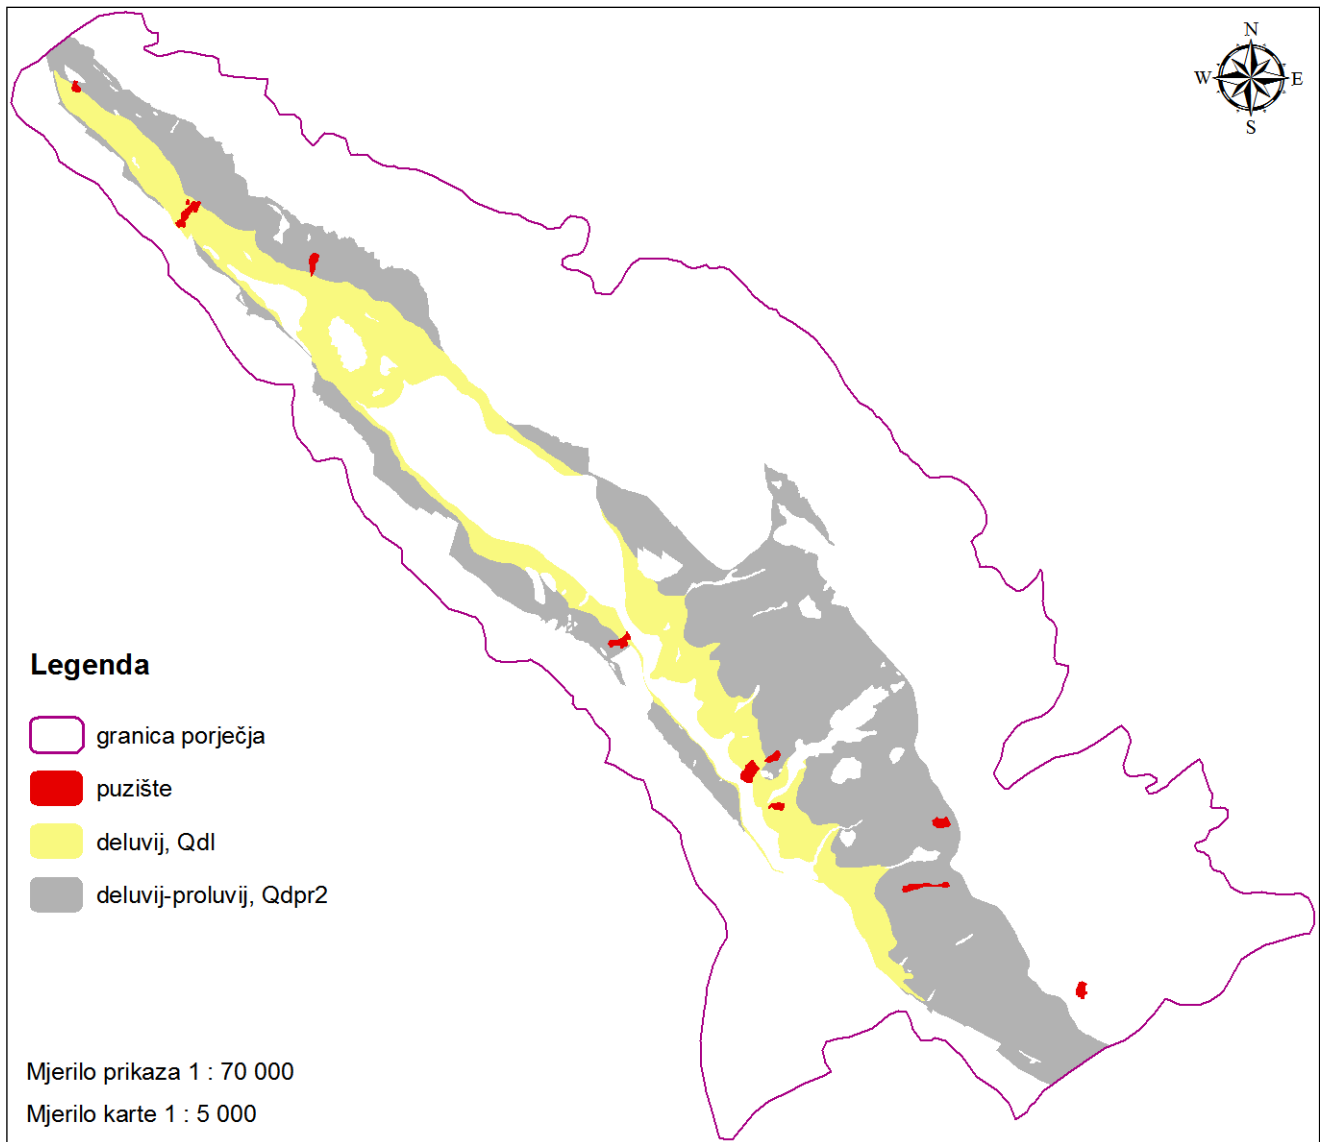 N
W E
S
Legenda
granica porječja
puzište
deluvij, Qdl
deluvij-proluvij, Qdpr2
Mjerilo prikaza 1 : 70 000
Mjerilo karte 1 : 5 000